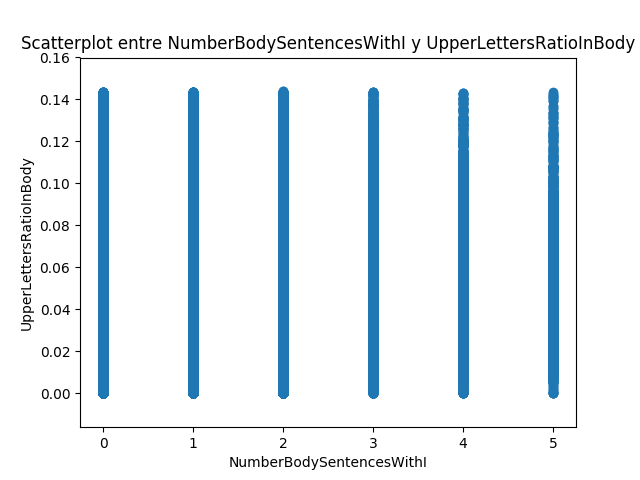 Scatterplot entre NumberBodySentencesWithI y UpperLettersRatioInBody
0.16
0.14
0.12
0.10
0.08
0.06
0.04
0.02
0.00
UpperLettersRatioInBody
0 1 2 3 4 5
NumberBodySentencesWithI